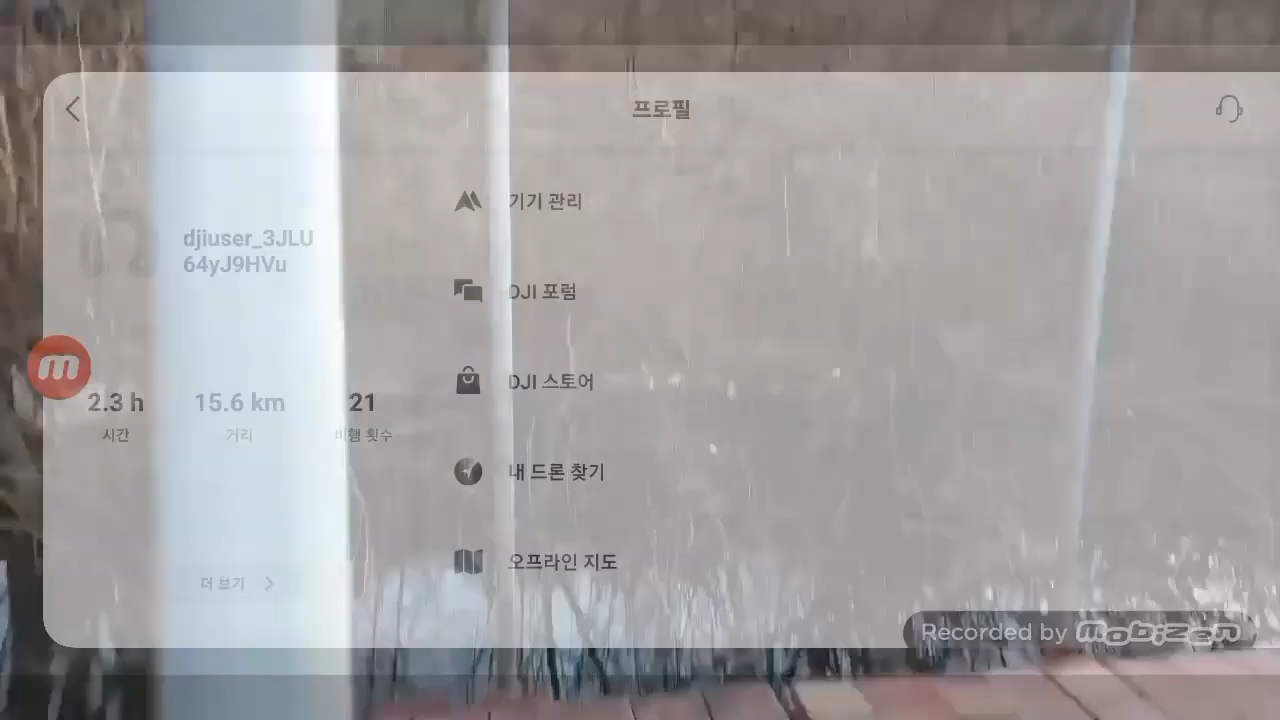 프로필
djiuser_3JLU
64yJ9HVu
2.3 h
15.6 km
21
시간
거리
비행 횟수
더 보기
기기 관리
DJI 포럼
DJI 스토어
내 드론 찾기
오프라인 지도
m
Recorded by mobizen